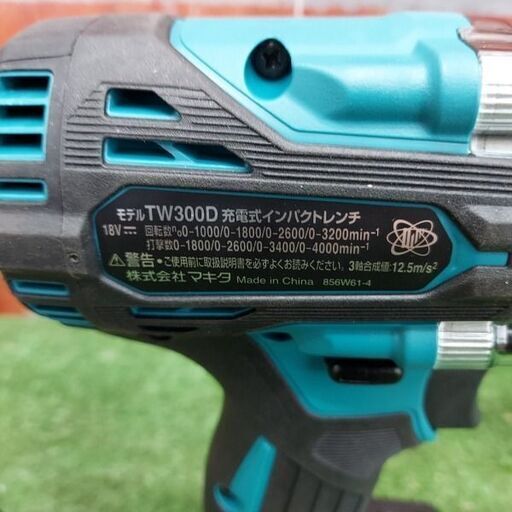 モデルTW300D 充電式インパクトレンチ
18V⎓ 回転数n₀0-1000/0-1800/0-2600/0-3200min⁻¹
打撃数0-1800/0-2600/0-3400/0-4000min⁻¹
⚠警告・ご使用前に取扱説明書を必ずよくお読みください。3軸合成値:12.5m/s²
株式会社マキタ Made in China 856W61-4